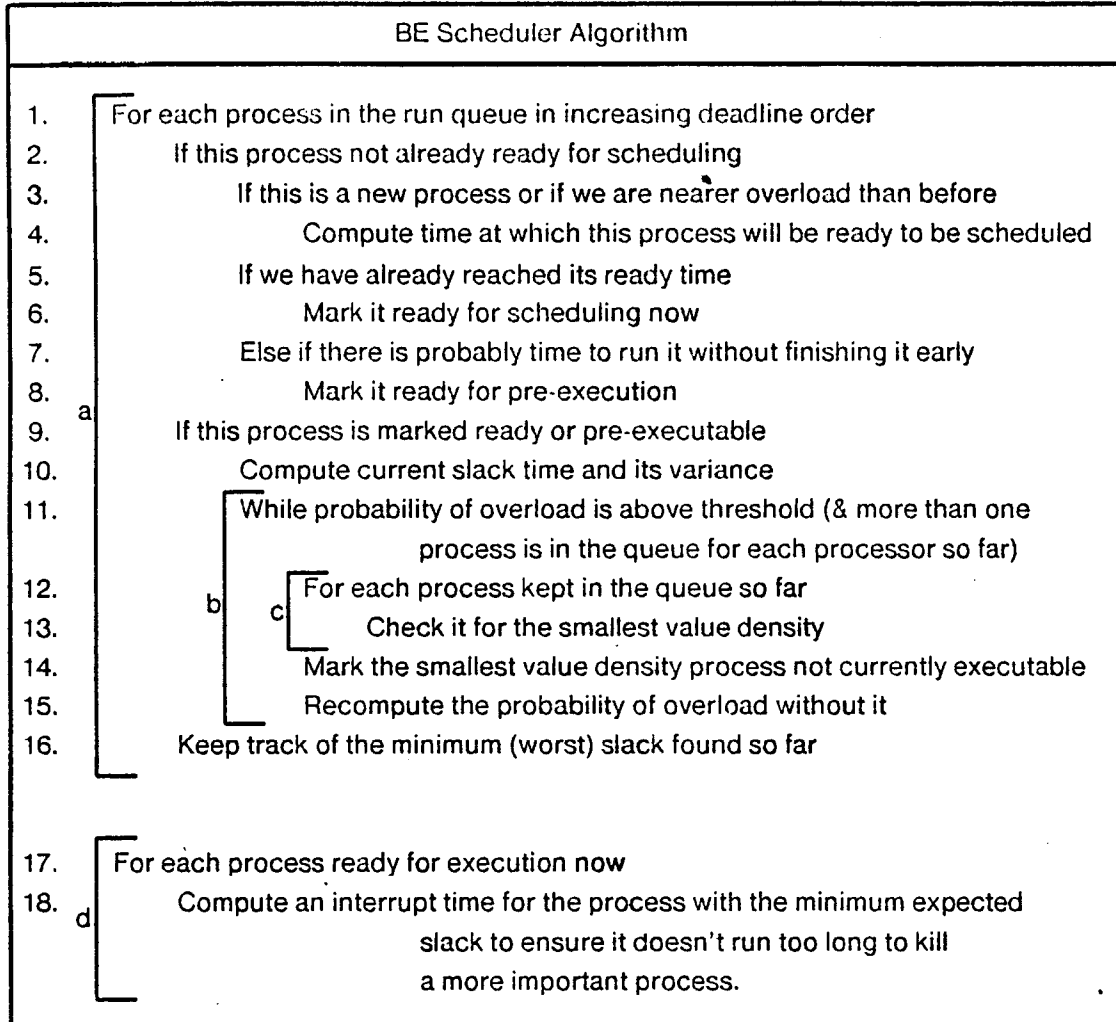 BE Scheduler Algorithm
1. For each process in the run queue in increasing deadline order
2. If this process not already ready for scheduling
3. If this is a new process or if we are nearer overload than before
4. Compute time at which this process will be ready to be scheduled
5. If we have already reached its ready time
6. Mark it ready for scheduling now
7. Else if there is probably time to run it without finishing it early
8. Mark it ready for pre-execution
a
9. If this process is marked ready or pre-executable
10. Compute current slack time and its variance
11. While probability of overload is above threshold (& more than one
process is in the queue for each processor so far)
12. For each process kept in the queue so far
b c
13. Check it for the smallest value density
14. Mark the smallest value density process not currently executable
15. Recompute the probability of overload without it
16. Keep track of the minimum (worst) slack found so far
17. For each process ready for execution now
18. d Compute an interrupt time for the process with the minimum expected
slack to ensure it doesn't run too long to kill
a more important process.